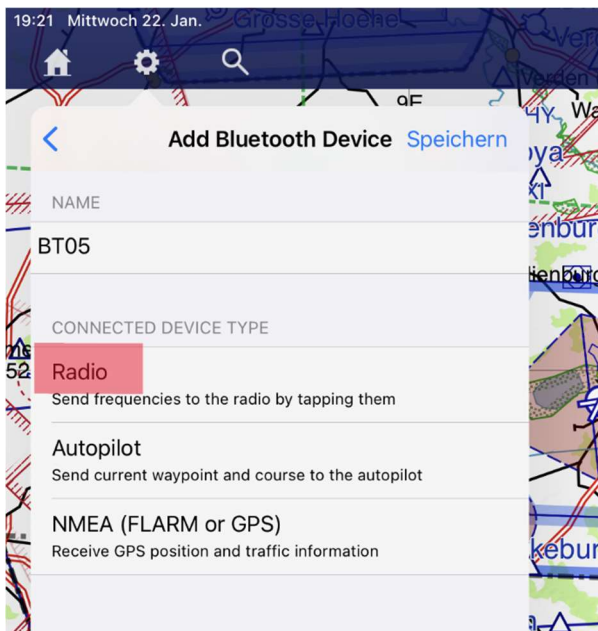 19:21 Mittwoch 22. Jan.
Grosse Hoehe
Verden
9E
Add Bluetooth Device Speichern
NAME
BT05
CONNECTED DEVICE TYPE
52
Radio
Send frequencies to the radio by tapping them
Autopilot
Send current waypoint and course to the autopilot
NMEA (FLARM or GPS)
Receive GPS position and traffic information